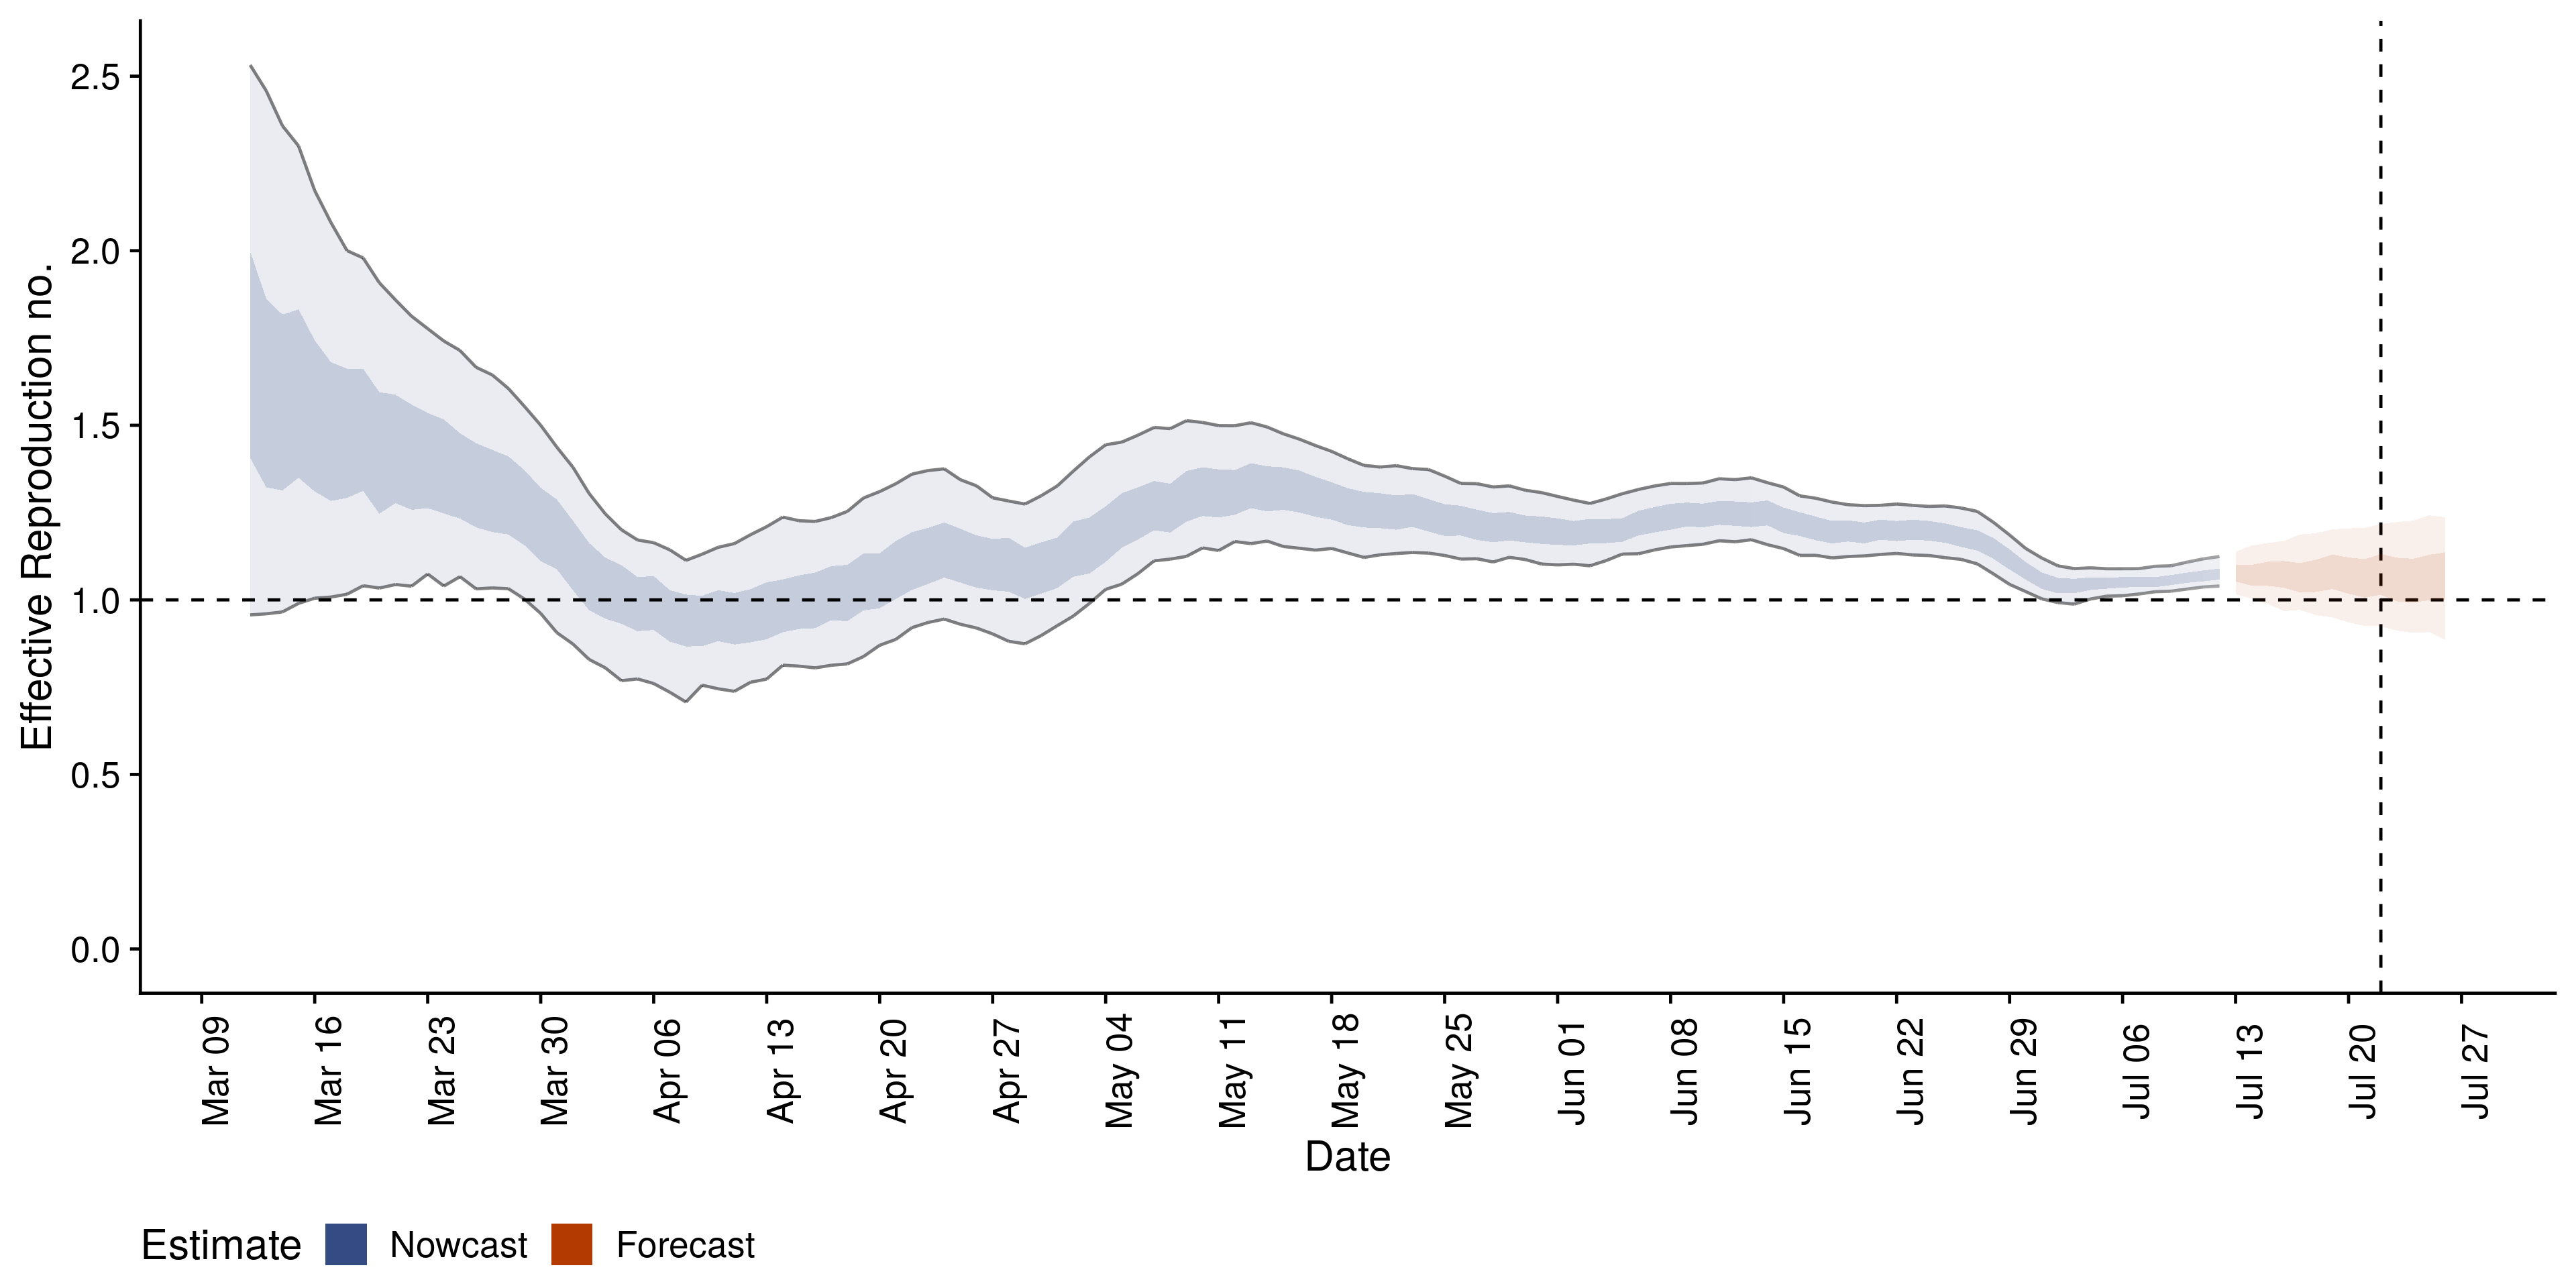 Effective Reproduction no.
2.5
2.0
1.5
1.0
0.5
0.0
Mar 09
Mar 16
Mar 23
Mar 30
Apr 06
Apr 13
Apr 20
Apr 27
May 04
May 11
May 18
May 25
Jun 01
Jun 08
Jun 15
Jun 22
Jun 29
Jul 06
Jul 13
Jul 20
Jul 27
Date
Estimate Nowcast Forecast